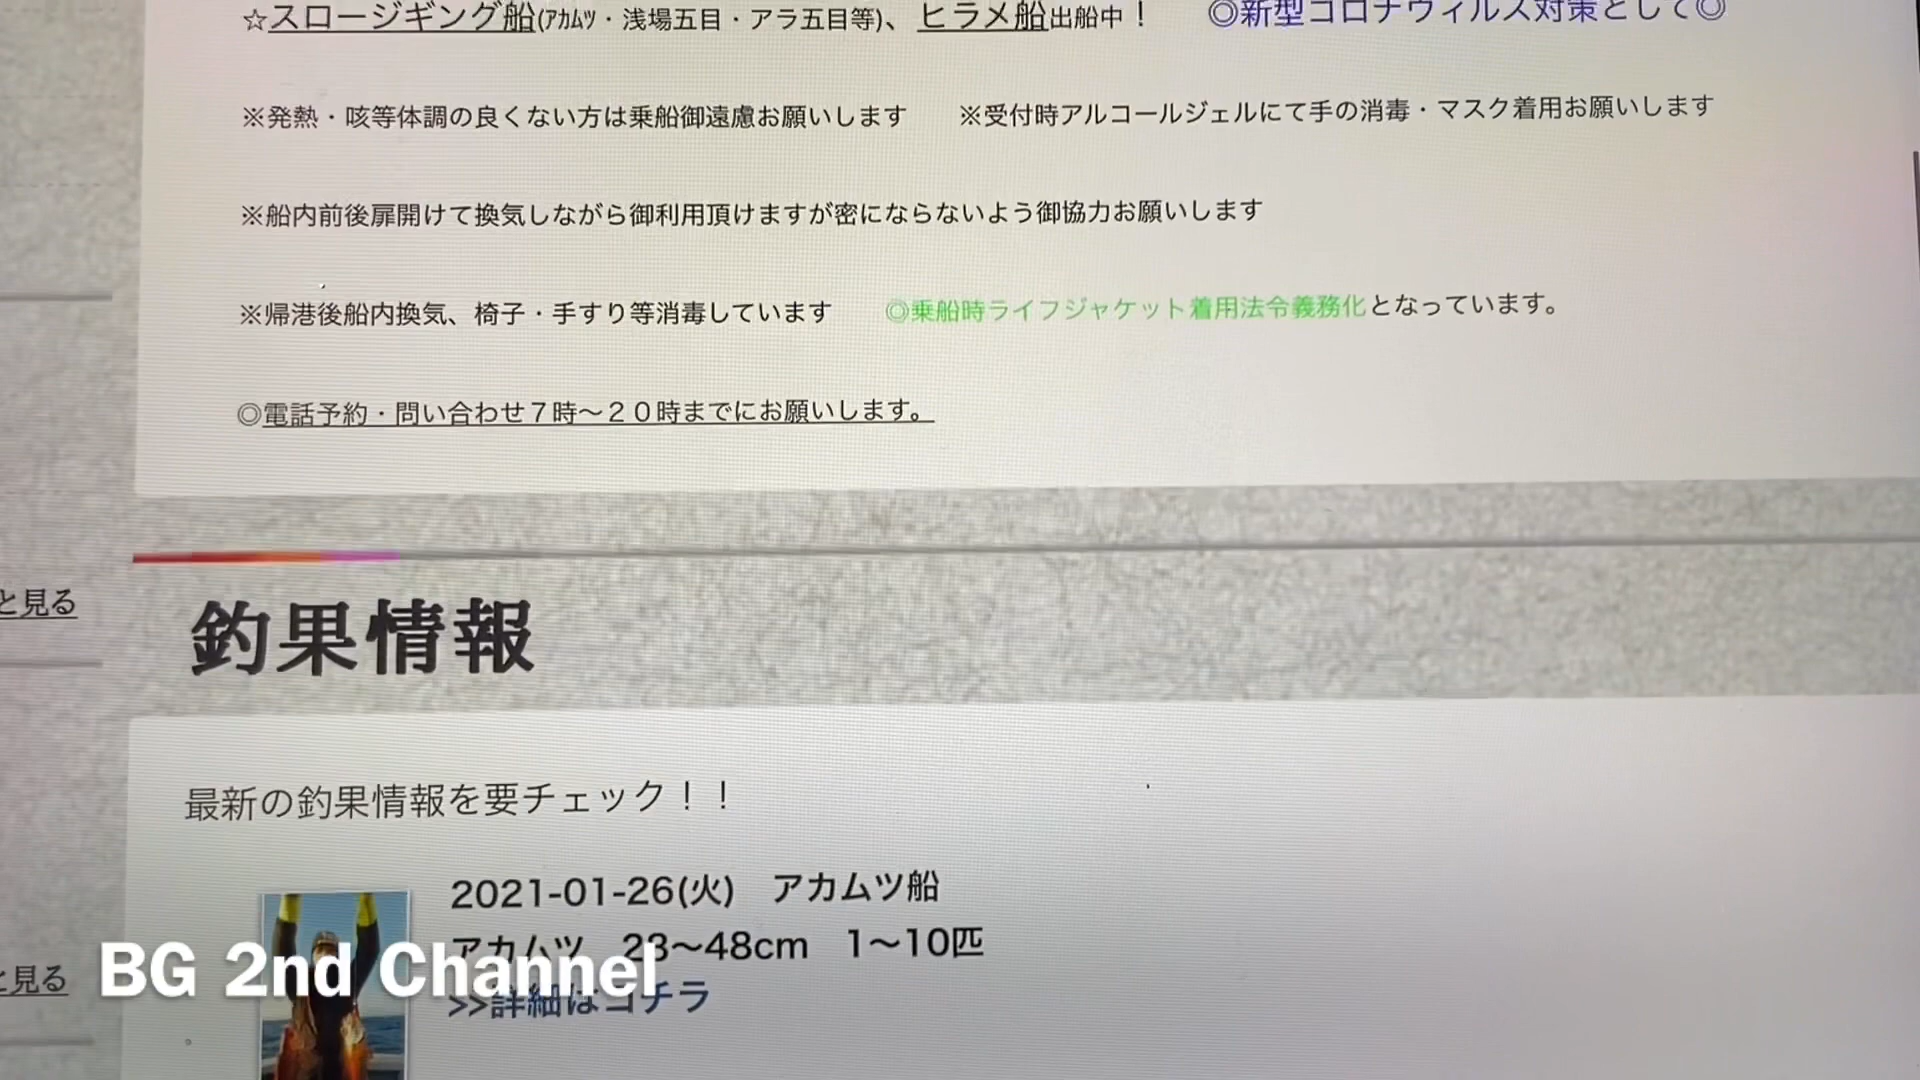 ☆スロージギング船(ｱｶﾑﾂ・浅場五目・アラ五目等)、ヒラメ船出船中！　◎新型コロナウィルス対策として◎
※発熱・咳等体調の良くない方は乗船御遠慮お願いします　※受付時アルコールジェルにて手の消毒・マスク着用お願いします
※船内前後扉開けて換気しながら御利用頂けますが密にならないよう御協力お願いします
※帰港後船内換気、椅子・手すり等消毒しています　◎乗船時ライフジャケット着用法令義務化となっています。
◎電話予約・問い合わせ７時～２０時までにお願いします。
と見る
釣果情報
最新の釣果情報を要チェック！！
2021-01-26(火)　アカムツ船
アカムツ　23～48cm　1～10匹
と見る
BG 2nd Channel
>>詳細はコチラ